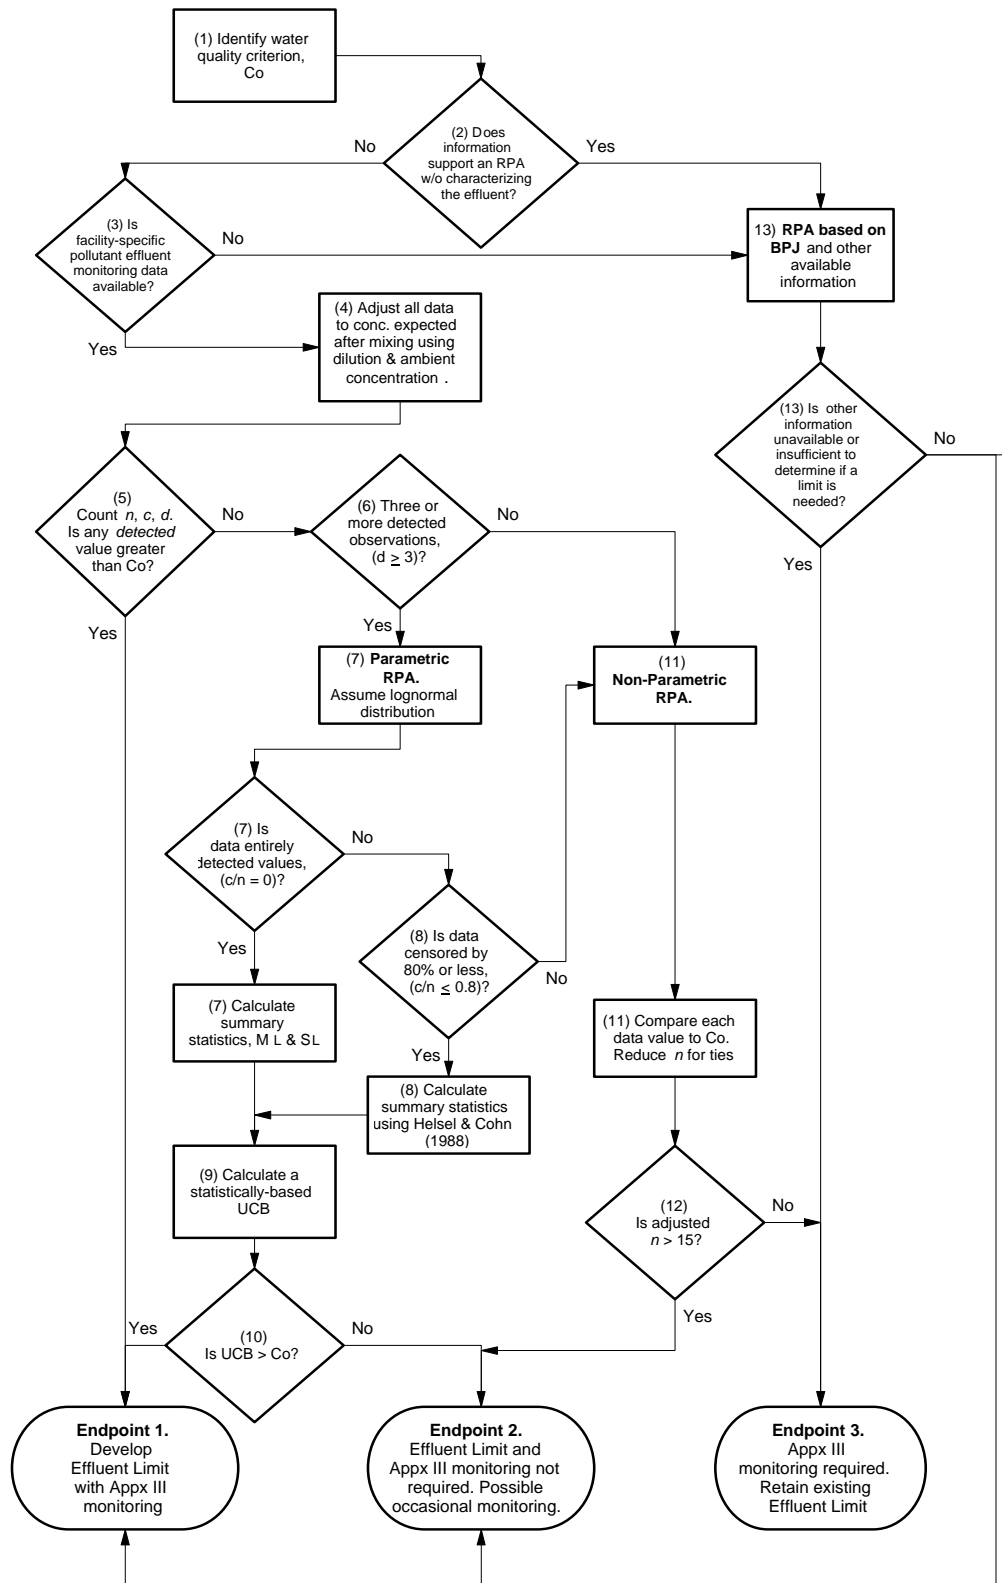 (1) Identify water
quality criterion,
Co
(2) Does
information
support an RPA
w/o characterizing
the effluent?
No
Yes
(3) Is
facility-specific
pollutant effluent
monitoring data
available?
No
Yes
13) RPA based on
BPJ and other
available
information
(4) Adjust all data
to conc. expected
after mixing using
dilution & ambient
concentration .
(13) Is other
information
unavailable or
insufficient to
determine if a
limit is
needed?
No
Yes
(5)
Count n, c, d.
Is any detected
value greater
than Co?
No
Yes
(6) Three or
more detected
observations,
(d ≥ 3)?
No
Yes
(7) Parametric
RPA.
Assume lognormal
distribution
(11)
Non-Parametric
RPA.
(7) Is
data entirely
detected values,
(c/n = 0)?
No
Yes
(8) Is data
censored by
80% or less,
(c/n ≤ 0.8)?
No
Yes
(7) Calculate
summary
statistics, M L & SL
(11) Compare each
data value to Co.
Reduce n for ties
(8) Calculate
summary statistics
using Helsel & Cohn
(1988)
(9) Calculate a
statistically-based
UCB
(12)
Is adjusted
n > 15?
No
Yes
(10)
Is UCB > Co?
Yes
No
Endpoint 1.
Develop
Effluent Limit
with Appx III
monitoring
Endpoint 2.
Effluent Limit and
Appx III monitoring not
required. Possible
occasional monitoring.
Endpoint 3.
Appx III
monitoring required.
Retain existing
Effluent Limit